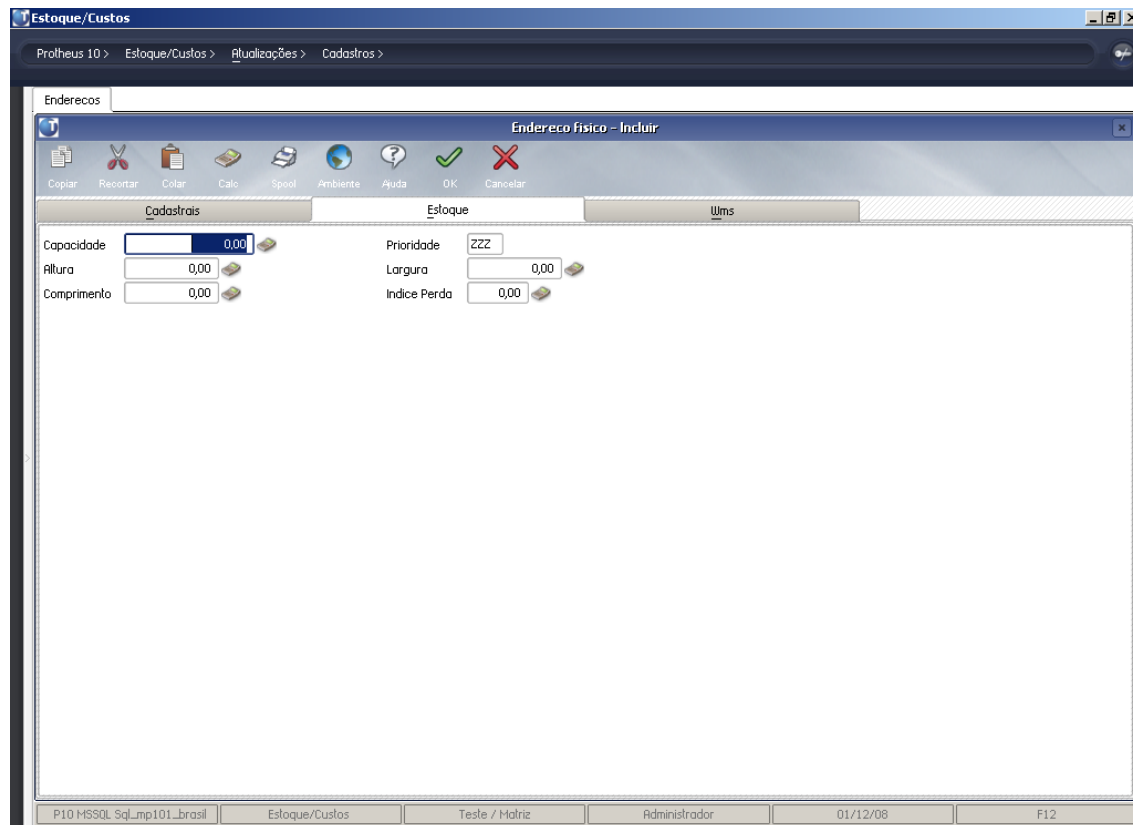 Estoque/Custos
Protheus 10 > Estoque/Custos > Atualizações > Cadastros >
Enderecos
Endereco fisico - Incluir
Copiar Recortar Colar Calc Spool Ambiente Ajuda OK Cancelar
Cadastrais Estoque Wms
Capacidade 0,00 Prioridade ZZZ
Altura 0,00 Largura 0,00
Comprimento 0,00 Indice Perda 0,00
P10 MSSQL Sql_mp101_brasil Estoque/Custos Teste / Matriz Administrador 01/12/08 F12